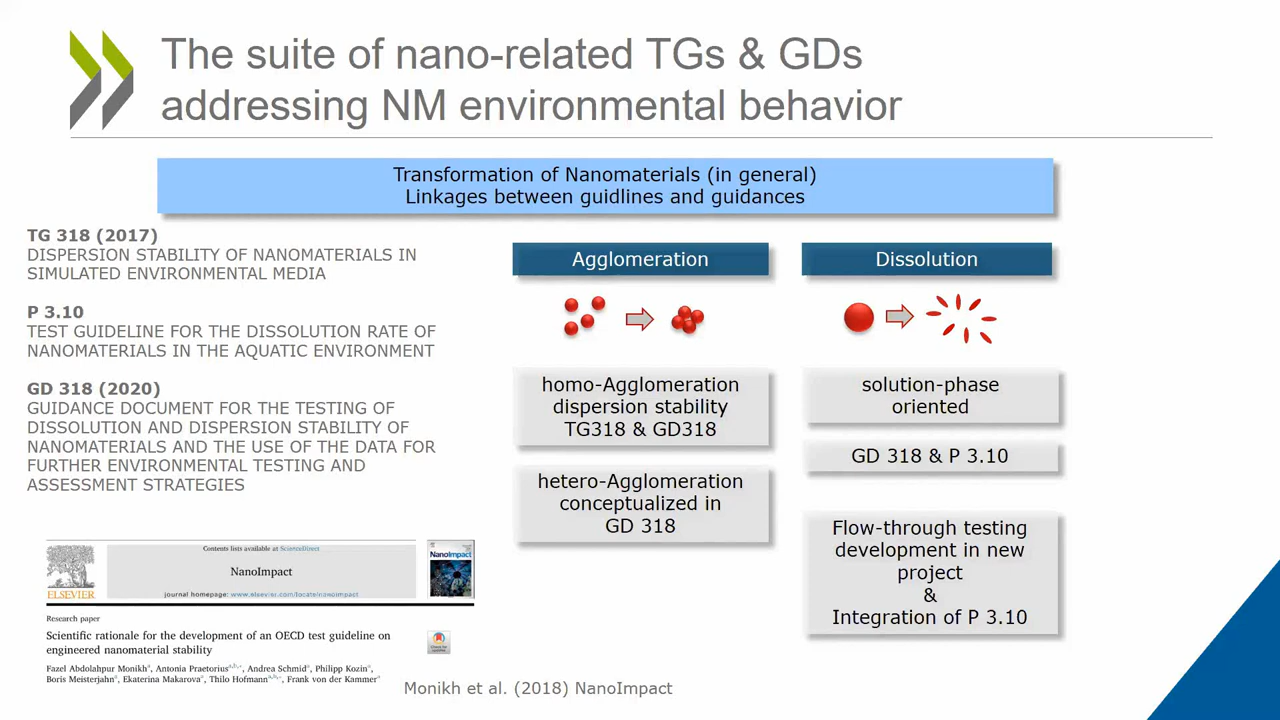 The suite of nano-related TGs & GDs
addressing NM environmental behavior
Transformation of Nanomaterials (in general)
Linkages between guidlines and guidances
TG 318 (2017)
DISPERSION STABILITY OF NANOMATERIALS IN
SIMULATED ENVIRONMENTAL MEDIA
P 3.10
TEST GUIDELINE FOR THE DISSOLUTION RATE OF
NANOMATERIALS IN THE AQUATIC ENVIRONMENT
GD 318 (2020)
GUIDANCE DOCUMENT FOR THE TESTING OF
DISSOLUTION AND DISPERSION STABILITY OF
NANOMATERIALS AND THE USE OF THE DATA FOR
FURTHER ENVIRONMENTAL TESTING AND
ASSESSMENT STRATEGIES
Agglomeration
homo-Agglomeration
dispersion stability
TG318 & GD318
hetero-Agglomeration
conceptualized in
GD 318
Dissolution
solution-phase
oriented
GD 318 & P 3.10
Flow-through testing
development in new
project
&
Integration of P 3.10
Contents lists available at ScienceDirect
NanoImpact
journal homepage: www.elsevier.com/locate/nanoimpact
ELSEVIER
NanoImpact
Research paper
Scientific rationale for the development of an OECD test guideline on
engineered nanomaterial stability
Fazel Abdolahpur Monikh, Antonia Praetorius, Andrea Schmid, Philipp Kozin,
Boris Meisterjahn, Ekaterina Makarova, Thilo Hofmann, Frank von der Kammer
Monikh et al. (2018) NanoImpact